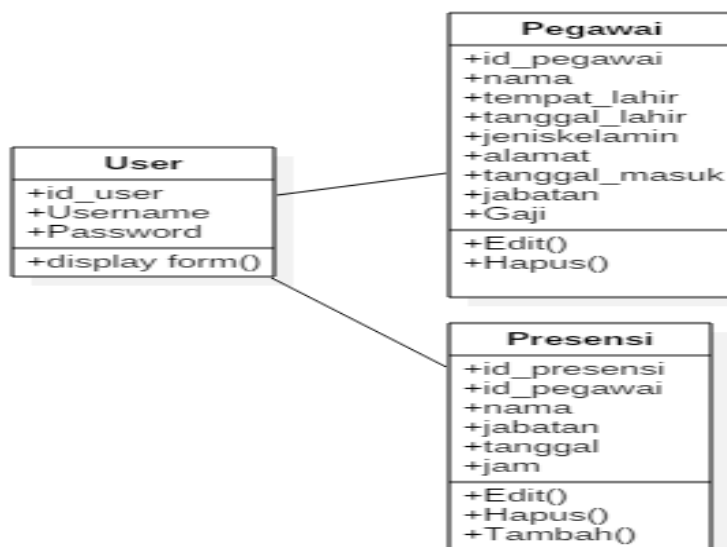 User
+id_user
+Username
+Password
+display form()
Pegawai
+id_pegawai
+nama
+tempat_lahir
+tanggal_lahir
+jeniskelamin
+alamat
+tanggal_masuk
+jabatan
+Gaji
+Edit()
+Hapus()
Presensi
+id_presensi
+id_pegawai
+nama
+jabatan
+tanggal
+jam
+Edit()
+Hapus()
+Tambah()